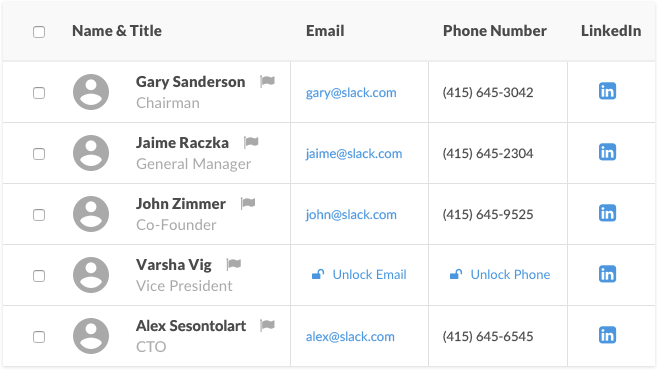 Name & Title Email Phone Number LinkedIn
Gary Sanderson
Chairman
gary@slack.com (415) 645-3042 in
Jaime Raczka
General Manager
jaime@slack.com (415) 645-2304 in
John Zimmer
Co-Founder
john@slack.com (415) 645-9525 in
Varsha Vig
Vice President
Unlock Email Unlock Phone in
Alex Sesontolart
CTO
alex@slack.com (415) 645-6545 in